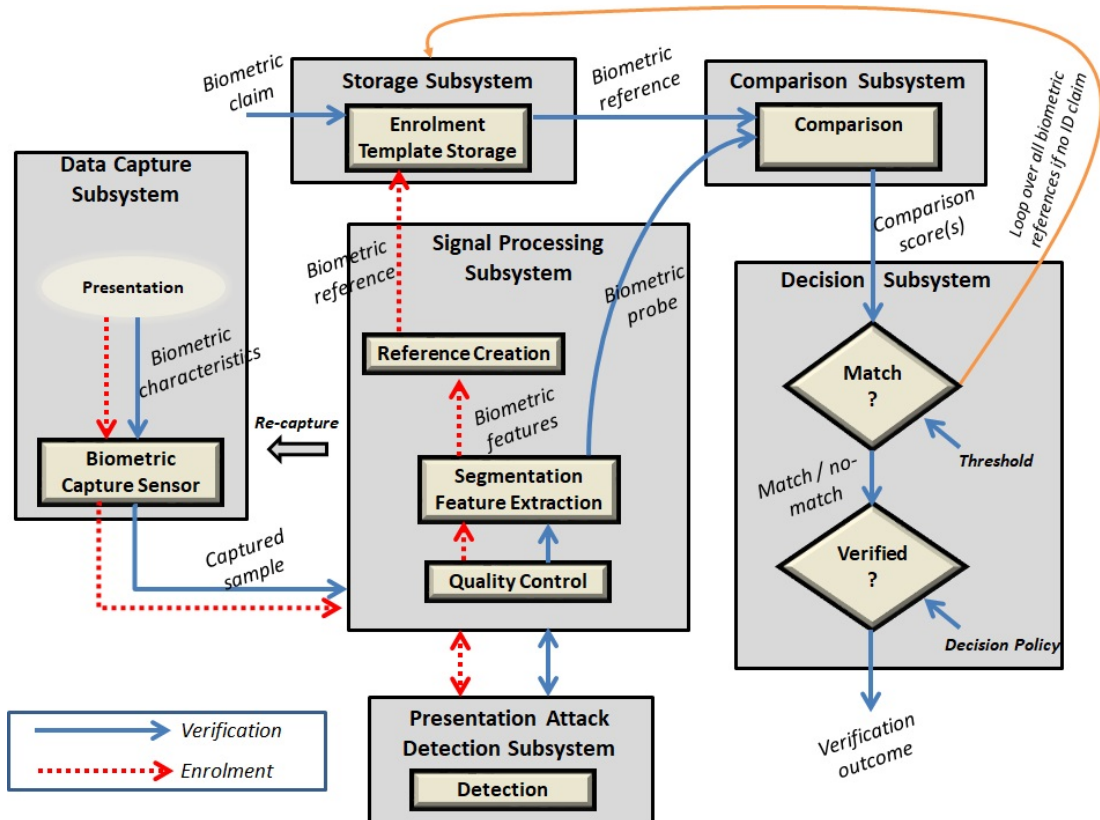 Biometric
claim
Storage Subsystem
Enrolment
Template Storage
Biometric
reference
Comparison Subsystem
Comparison
Loop over all biometric
references if no ID claim
Data Capture
Subsystem
Presentation
Biometric
characteristics
Biometric
Capture Sensor
Re-capture
Captured
sample
Signal Processing
Subsystem
Biometric
reference
Reference Creation
Biometric
features
Segmentation
Feature Extraction
Quality Control
Biometric
probe
Comparison
score(s)
Decision Subsystem
Match
?
Threshold
Match / no-
match
Verified
?
Decision Policy
Verification
outcome
Presentation Attack
Detection Subsystem
Detection
Verification
Enrolment